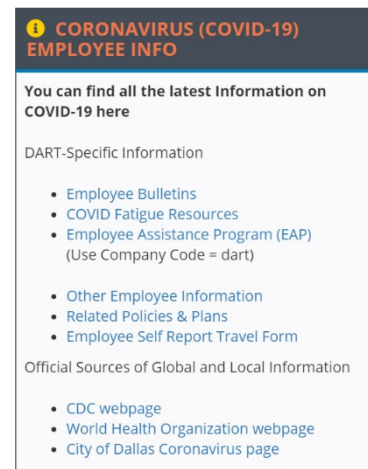 CORONAVIRUS (COVID-19)
EMPLOYEE INFO
You can find all the latest Information on
COVID-19 here
DART-Specific Information
• Employee Bulletins
• COVID Fatigue Resources
• Employee Assistance Program (EAP)
(Use Company Code = dart)
• Other Employee Information
• Related Policies & Plans
• Employee Self Report Travel Form
Official Sources of Global and Local Information
• CDC webpage
• World Health Organization webpage
• City of Dallas Coronavirus page